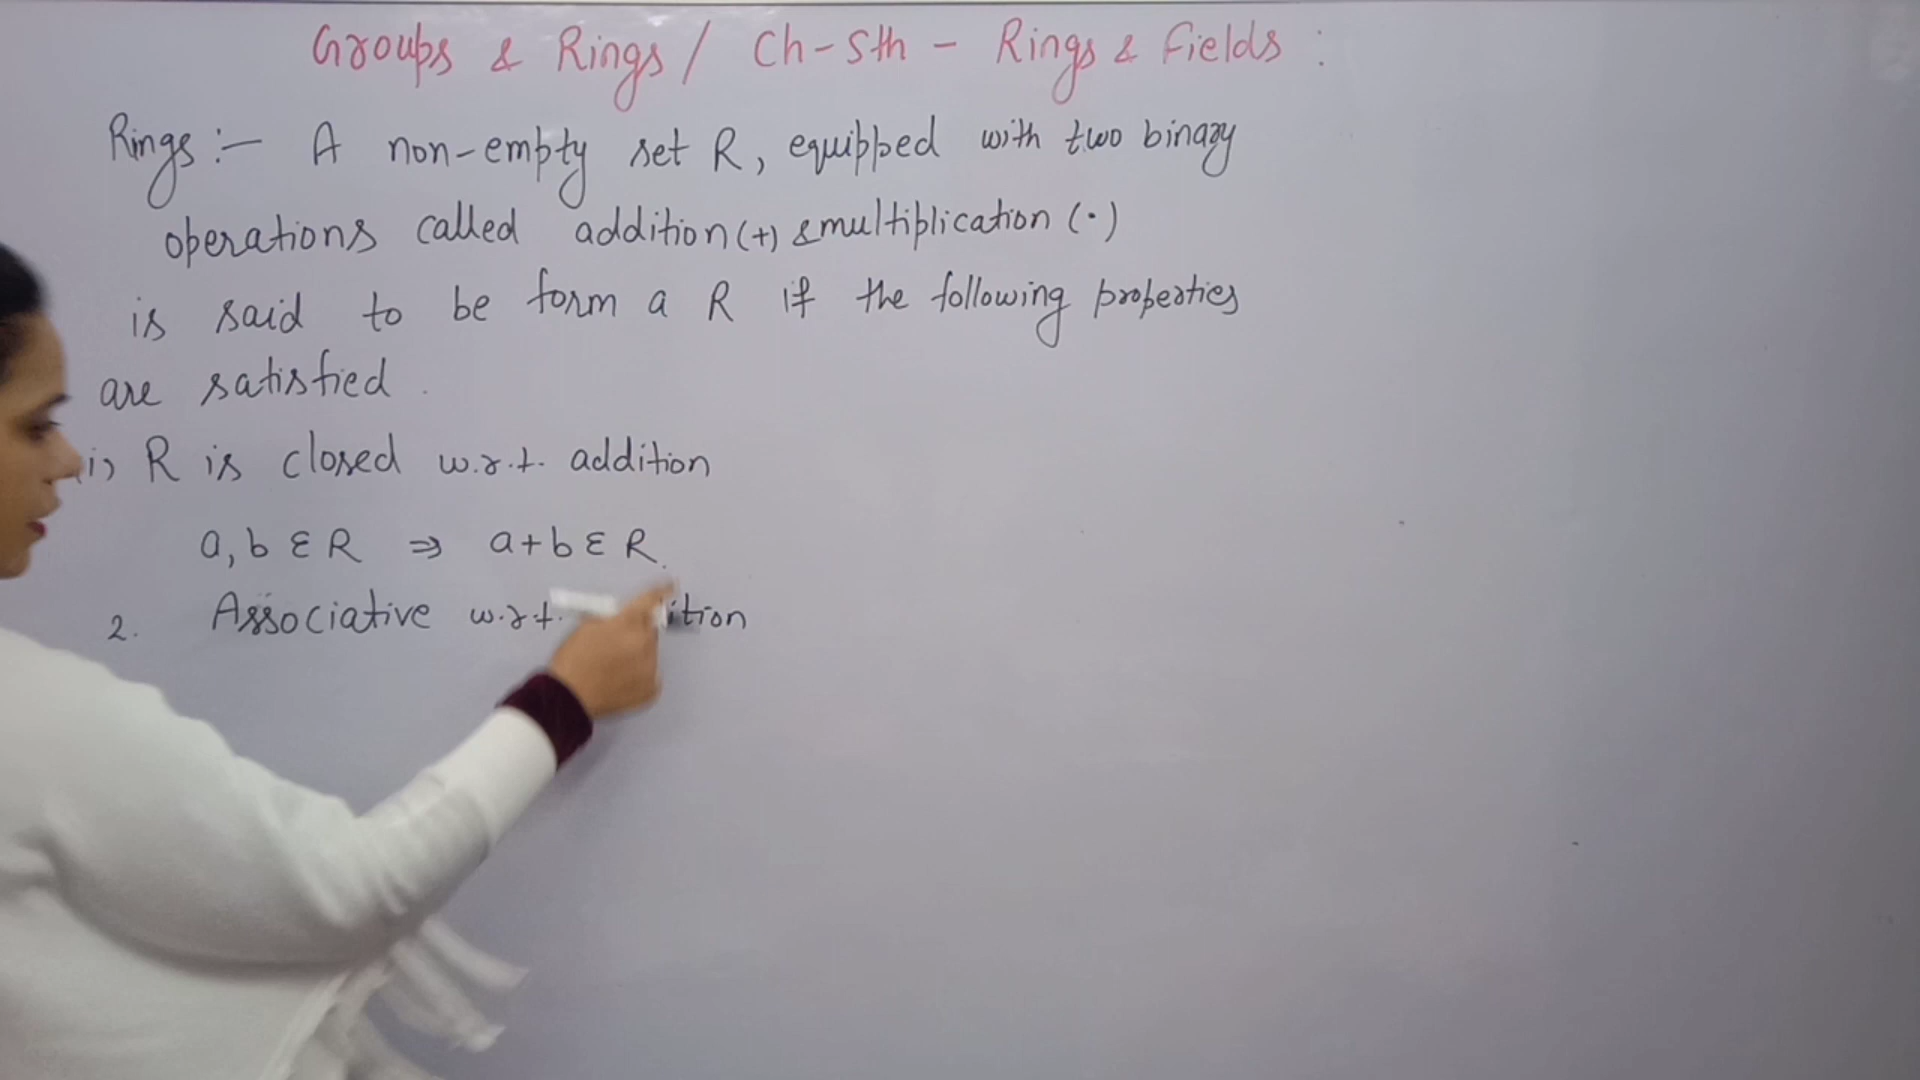 Groups & Rings / Ch-5th - Rings & Fields :
Rings :- A non-empty set R, equipped with two binary
operations called addition (+) & multiplication (·)
is said to be form a R if the following properties
are satisfied.
(i) R is closed w.r.t. addition
a, b ε R ⇒ a+b ε R.
2. Associative w.r.t.